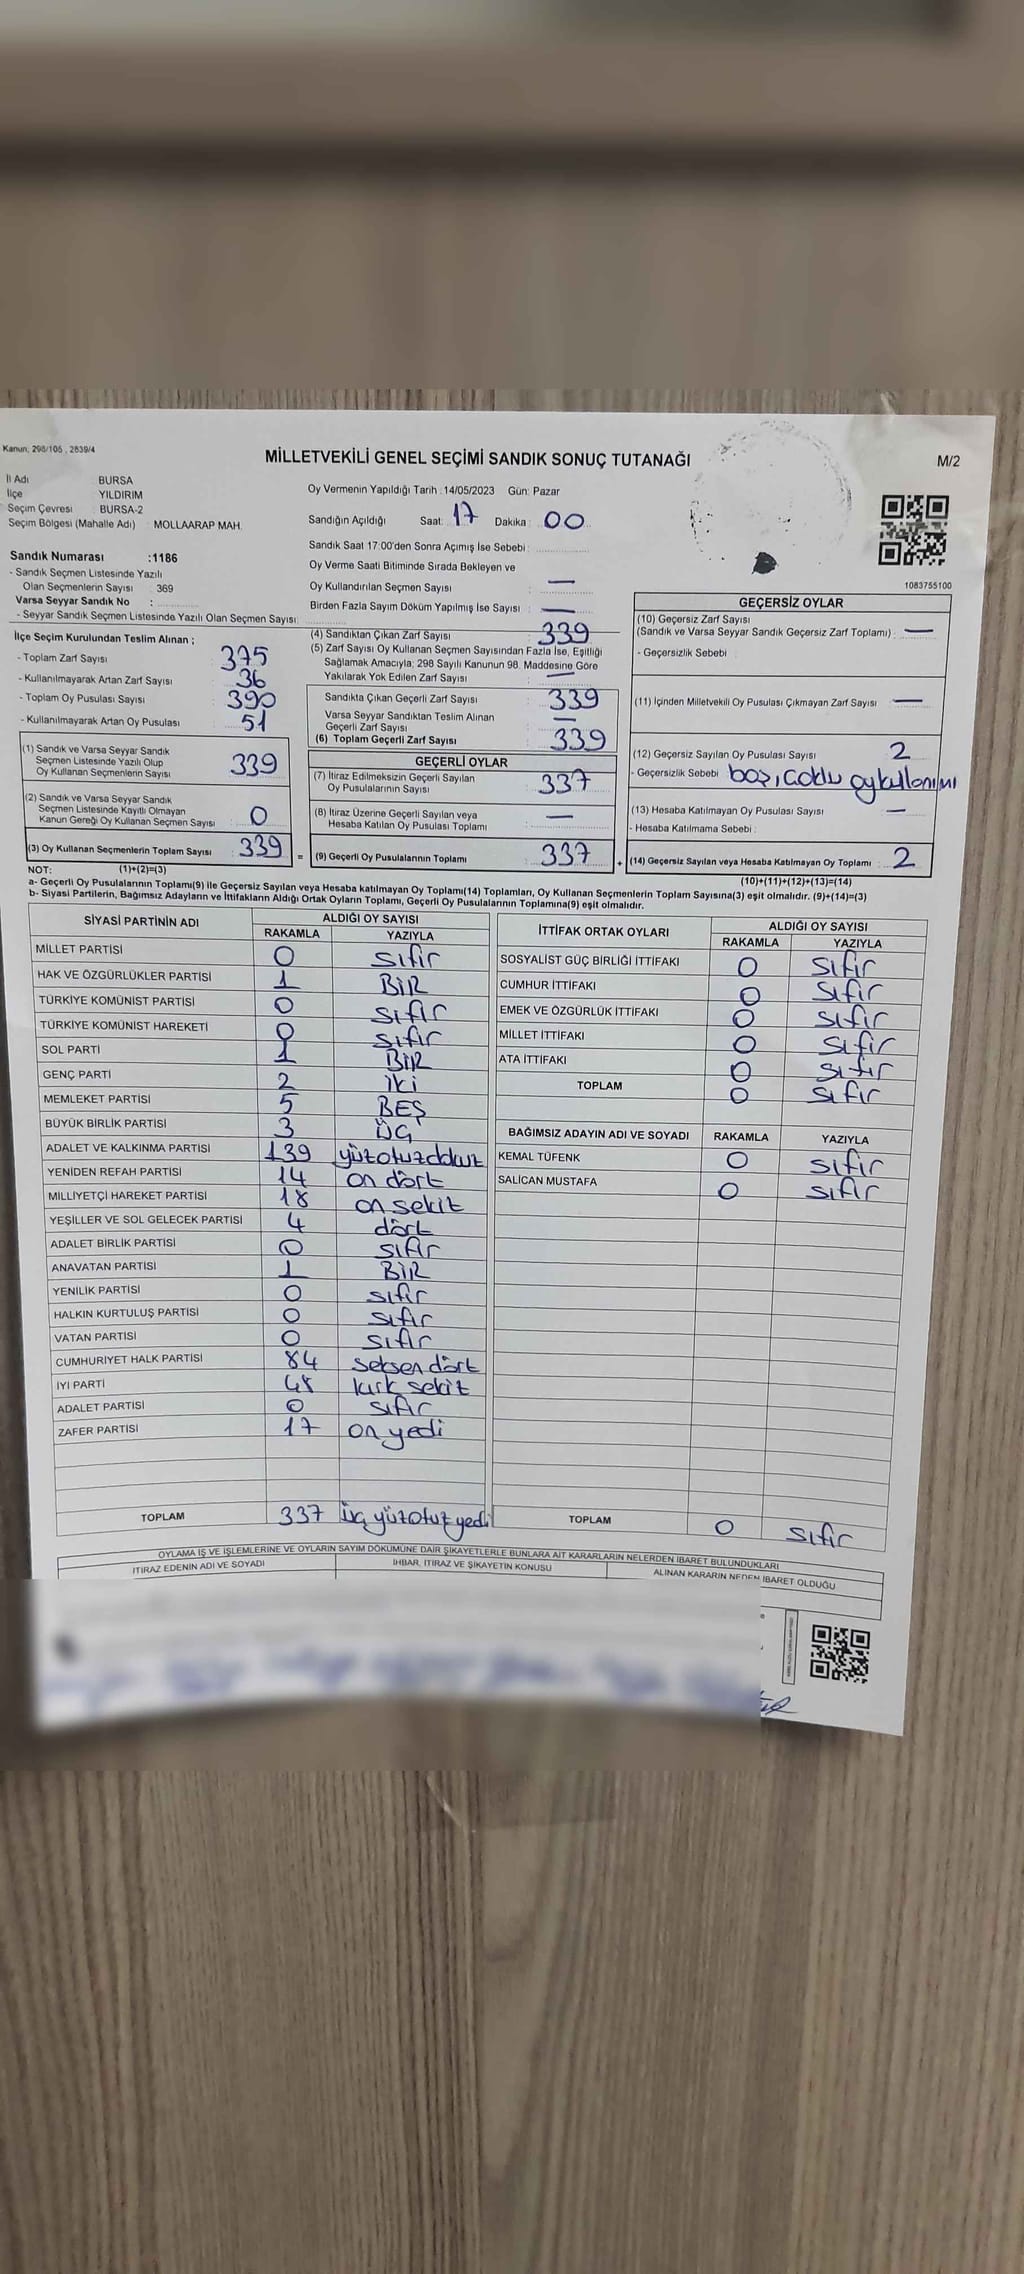 Kanun: 298/105 , 2839/4
MİLLETVEKİLİ GENEL SEÇİMİ SANDIK SONUÇ TUTANAĞI
M/2
İl Adı BURSA
İlçe YILDIRIM
Seçim Çevresi : BURSA-2
Seçim Bölgesi (Mahalle Adı) : MOLLAARAP MAH.
Oy Vermenin Yapıldığı Tarih : 14/05/2023 Gün: Pazar
Sandığın Açıldığı Saat: 17 Dakika : 00
Sandık Saat 17:00'den Sonra Açımış İse Sebebi :
Oy Verme Saati Bitiminde Sırada Bekleyen ve
Oy Kullandırılan Seçmen Sayısı : —
Birden Fazla Sayım Döküm Yapılmış İse Sayısı : —
1083755100
Sandık Numarası :1186
- Sandık Seçmen Listesinde Yazılı
Olan Seçmenlerin Sayısı : 369
Varsa Seyyar Sandık No :
- Seyyar Sandık Seçmen Listesinde Yazılı Olan Seçmen Sayısı:
İlçe Seçim Kurulundan Teslim Alınan ;
- Toplam Zarf Sayısı : 375
- Kullanılmayarak Artan Zarf Sayısı : 36
- Toplam Oy Pusulası Sayısı : 390
- Kullanılmayarak Artan Oy Pusulası : 51
(1) Sandık ve Varsa Seyyar Sandık
Seçmen Listesinde Yazılı Olup
Oy Kullanan Seçmenlerin Sayısı : 339
(2) Sandık ve Varsa Seyyar Sandık
Seçmen Listesinde Kayıtlı Olmayan
Kanun Gereği Oy Kullanan Seçmen Sayısı : 0
(3) Oy Kullanan Seçmenlerin Toplam Sayısı : 339
(4) Sandıktan Çıkan Zarf Sayısı : 339
(5) Zarf Sayısı Oy Kullanan Seçmen Sayısından Fazla İse, Eşitliği
Sağlamak Amacıyla; 298 Sayılı Kanunun 98. Maddesine Göre
Yakılarak Yok Edilen Zarf Sayısı : —
Sandıkta Çıkan Geçerli Zarf Sayısı : 339
Varsa Seyyar Sandıktan Teslim Alınan
Geçerli Zarf Sayısı : —
(6) Toplam Geçerli Zarf Sayısı : 339
GEÇERLİ OYLAR
(7) İtiraz Edilmeksizin Geçerli Sayılan
Oy Pusulalarının Sayısı : 337
(8) İtiraz Üzerine Geçerli Sayılan veya
Hesaba Katılan Oy Pusulası Toplamı : —
= (9) Geçerli Oy Pusulalarının Toplamı : 337 +
GEÇERSİZ OYLAR
(10) Geçersiz Zarf Sayısı
(Sandık ve Varsa Seyyar Sandık Geçersiz Zarf Toplamı) : —
- Geçersizlik Sebebi :
(11) İçinden Milletvekili Oy Pusulası Çıkmayan Zarf Sayısı : —
(12) Geçersiz Sayılan Oy Pusulası Sayısı : 2
- Geçersizlik Sebebi : boş, çoklu oy kullanımı
(13) Hesaba Katılmayan Oy Pusulası Sayısı : —
- Hesaba Katılmama Sebebi :
(14) Geçersiz Sayılan veya Hesaba Katılmayan Oy Toplamı : 2
NOT: (1)+(2)=(3) (10)+(11)+(12)+(13)=(14)
a- Geçerli Oy Pusulalarının Toplamı(9) ile Geçersiz Sayılan veya Hesaba katılmayan Oy Toplamı(14) Toplamları, Oy Kullanan Seçmenlerin Toplam Sayısına(3) eşit olmalıdır. (9)+(14)=(3)
b- Siyasi Partilerin, Bağımsız Adayların ve İttifakların Aldığı Ortak Oyların Toplamı, Geçerli Oy Pusulalarının Toplamına(9) eşit olmalıdır.
SİYASİ PARTİNİN ADI ALDIĞI OY SAYISI
RAKAMLA YAZIYLA
MİLLET PARTİSİ 0 sıfır
HAK VE ÖZGÜRLÜKLER PARTİSİ 1 BİR
TÜRKİYE KOMÜNİST PARTİSİ 0 sıfır
TÜRKİYE KOMÜNİST HAREKETİ 0 sıfır
SOL PARTİ 1 BİR
GENÇ PARTİ 2 iki
MEMLEKET PARTİSİ 5 BEŞ
BÜYÜK BİRLİK PARTİSİ 3 ÜÇ
ADALET VE KALKINMA PARTİSİ 139 yüzotuzdokuz
YENİDEN REFAH PARTİSİ 14 on dört
MİLLİYETÇİ HAREKET PARTİSİ 18 on sekiz
YEŞİLLER VE SOL GELECEK PARTİSİ 4 dört
ADALET BİRLİK PARTİSİ 0 sıfır
ANAVATAN PARTİSİ 1 BİR
YENİLİK PARTİSİ 0 sıfır
HALKIN KURTULUŞ PARTİSİ 0 sıfır
VATAN PARTİSİ 0 sıfır
CUMHURİYET HALK PARTİSİ 84 seksen dört
İYİ PARTİ 48 kırk sekiz
ADALET PARTİSİ 0 sıfır
ZAFER PARTİSİ 17 on yedi
TOPLAM 337 üç yüzotuz yedi
İTTİFAK ORTAK OYLARI ALDIĞI OY SAYISI
RAKAMLA YAZIYLA
SOSYALİST GÜÇ BİRLİĞİ İTTİFAKI 0 sıfır
CUMHUR İTTİFAKI 0 sıfır
EMEK VE ÖZGÜRLÜK İTTİFAKI 0 sıfır
MİLLET İTTİFAKI 0 sıfır
ATA İTTİFAKI 0 sıfır
TOPLAM 0 sıfır
BAĞIMSIZ ADAYIN ADI VE SOYADI RAKAMLA YAZIYLA
KEMAL TÜFENK 0 sıfır
SALİCAN MUSTAFA 0 sıfır
TOPLAM 0 sıfır
OYLAMA İŞ VE İŞLEMLERİNE VE OYLARIN SAYIM DÖKÜMÜNE DAİR ŞİKAYETLERLE BUNLARA AİT KARARLARIN NELERDEN İBARET BULUNDUKLARI
İTİRAZ EDENİN ADI VE SOYADI İHBAR, İTİRAZ VE ŞİKAYETİN KONUSU ALINAN KARARIN NEDEN İBARET OLDUĞU